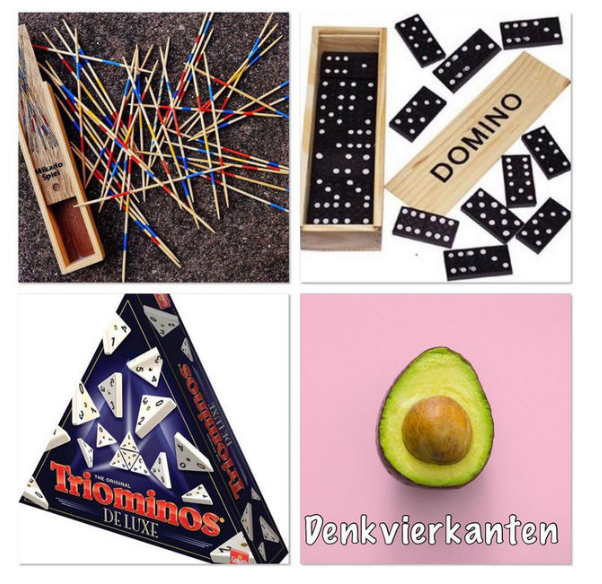 Mikado
Spiel
DOMINO
THE ORIGINAL
Triominos
DE LUXE
Triominos
DE LUXE
Denkvierkanten